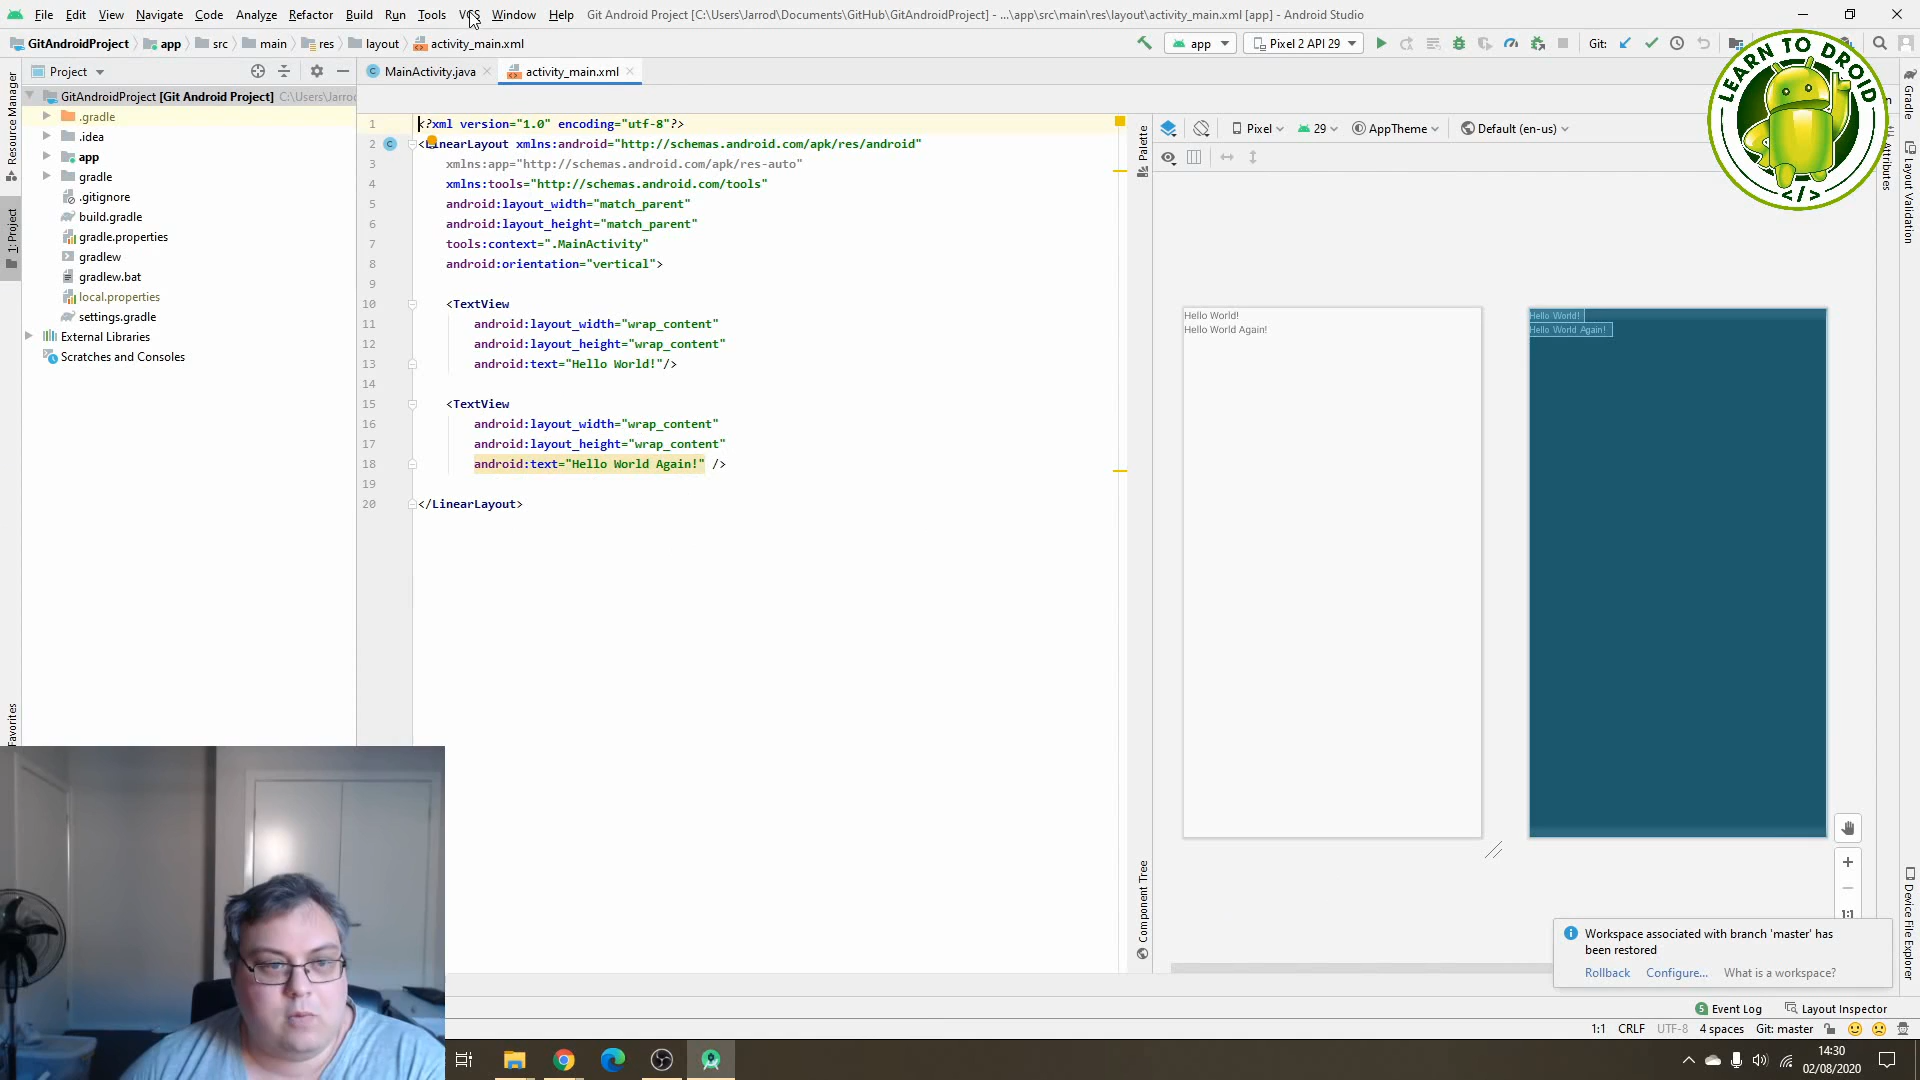 File Edit View Navigate Code Analyze Refactor Build Run Tools VCS Window Help Git Android Project [C:\Users\Jarrod\Documents\GitHub\GitAndroidProject] - ...\app\src\main\res\layout\activity_main.xml [app] - Android Studio
GitAndroidProject app src main res layout activity_main.xml app Pixel 2 API 29 Git:
Project MainActivity.java activity_main.xml
LEARN TO DROID
</>
Resource Manager
1: Project
Favorites
GitAndroidProject [Git Android Project] C:\Users\Jarroc
.gradle
.idea
app
gradle
.gitignore
build.gradle
gradle.properties
gradlew
gradlew.bat
local.properties
settings.gradle
External Libraries
Scratches and Consoles
1 <?xml version="1.0" encoding="utf-8"?>
2 <LinearLayout xmlns:android="http://schemas.android.com/apk/res/android"
3 xmlns:app="http://schemas.android.com/apk/res-auto"
4 xmlns:tools="http://schemas.android.com/tools"
5 android:layout_width="match_parent"
6 android:layout_height="match_parent"
7 tools:context=".MainActivity"
8 android:orientation="vertical">
9
10 <TextView
11 android:layout_width="wrap_content"
12 android:layout_height="wrap_content"
13 android:text="Hello World!"/>
14
15 <TextView
16 android:layout_width="wrap_content"
17 android:layout_height="wrap_content"
18 android:text="Hello World Again!" />
19
20 </LinearLayout>
Palette
Component Tree
Pixel 29 AppTheme Default (en-us)
Hello World!
Hello World Again!
Hello World!
Hello World Again!
Gradle
Attributes
Layout Validation
Device File Explorer
1:1
Workspace associated with branch 'master' has
been restored
Rollback Configure... What is a workspace?
5 Event Log Layout Inspector
1:1 CRLF UTF-8 4 spaces Git: master
14:30
02/08/2020